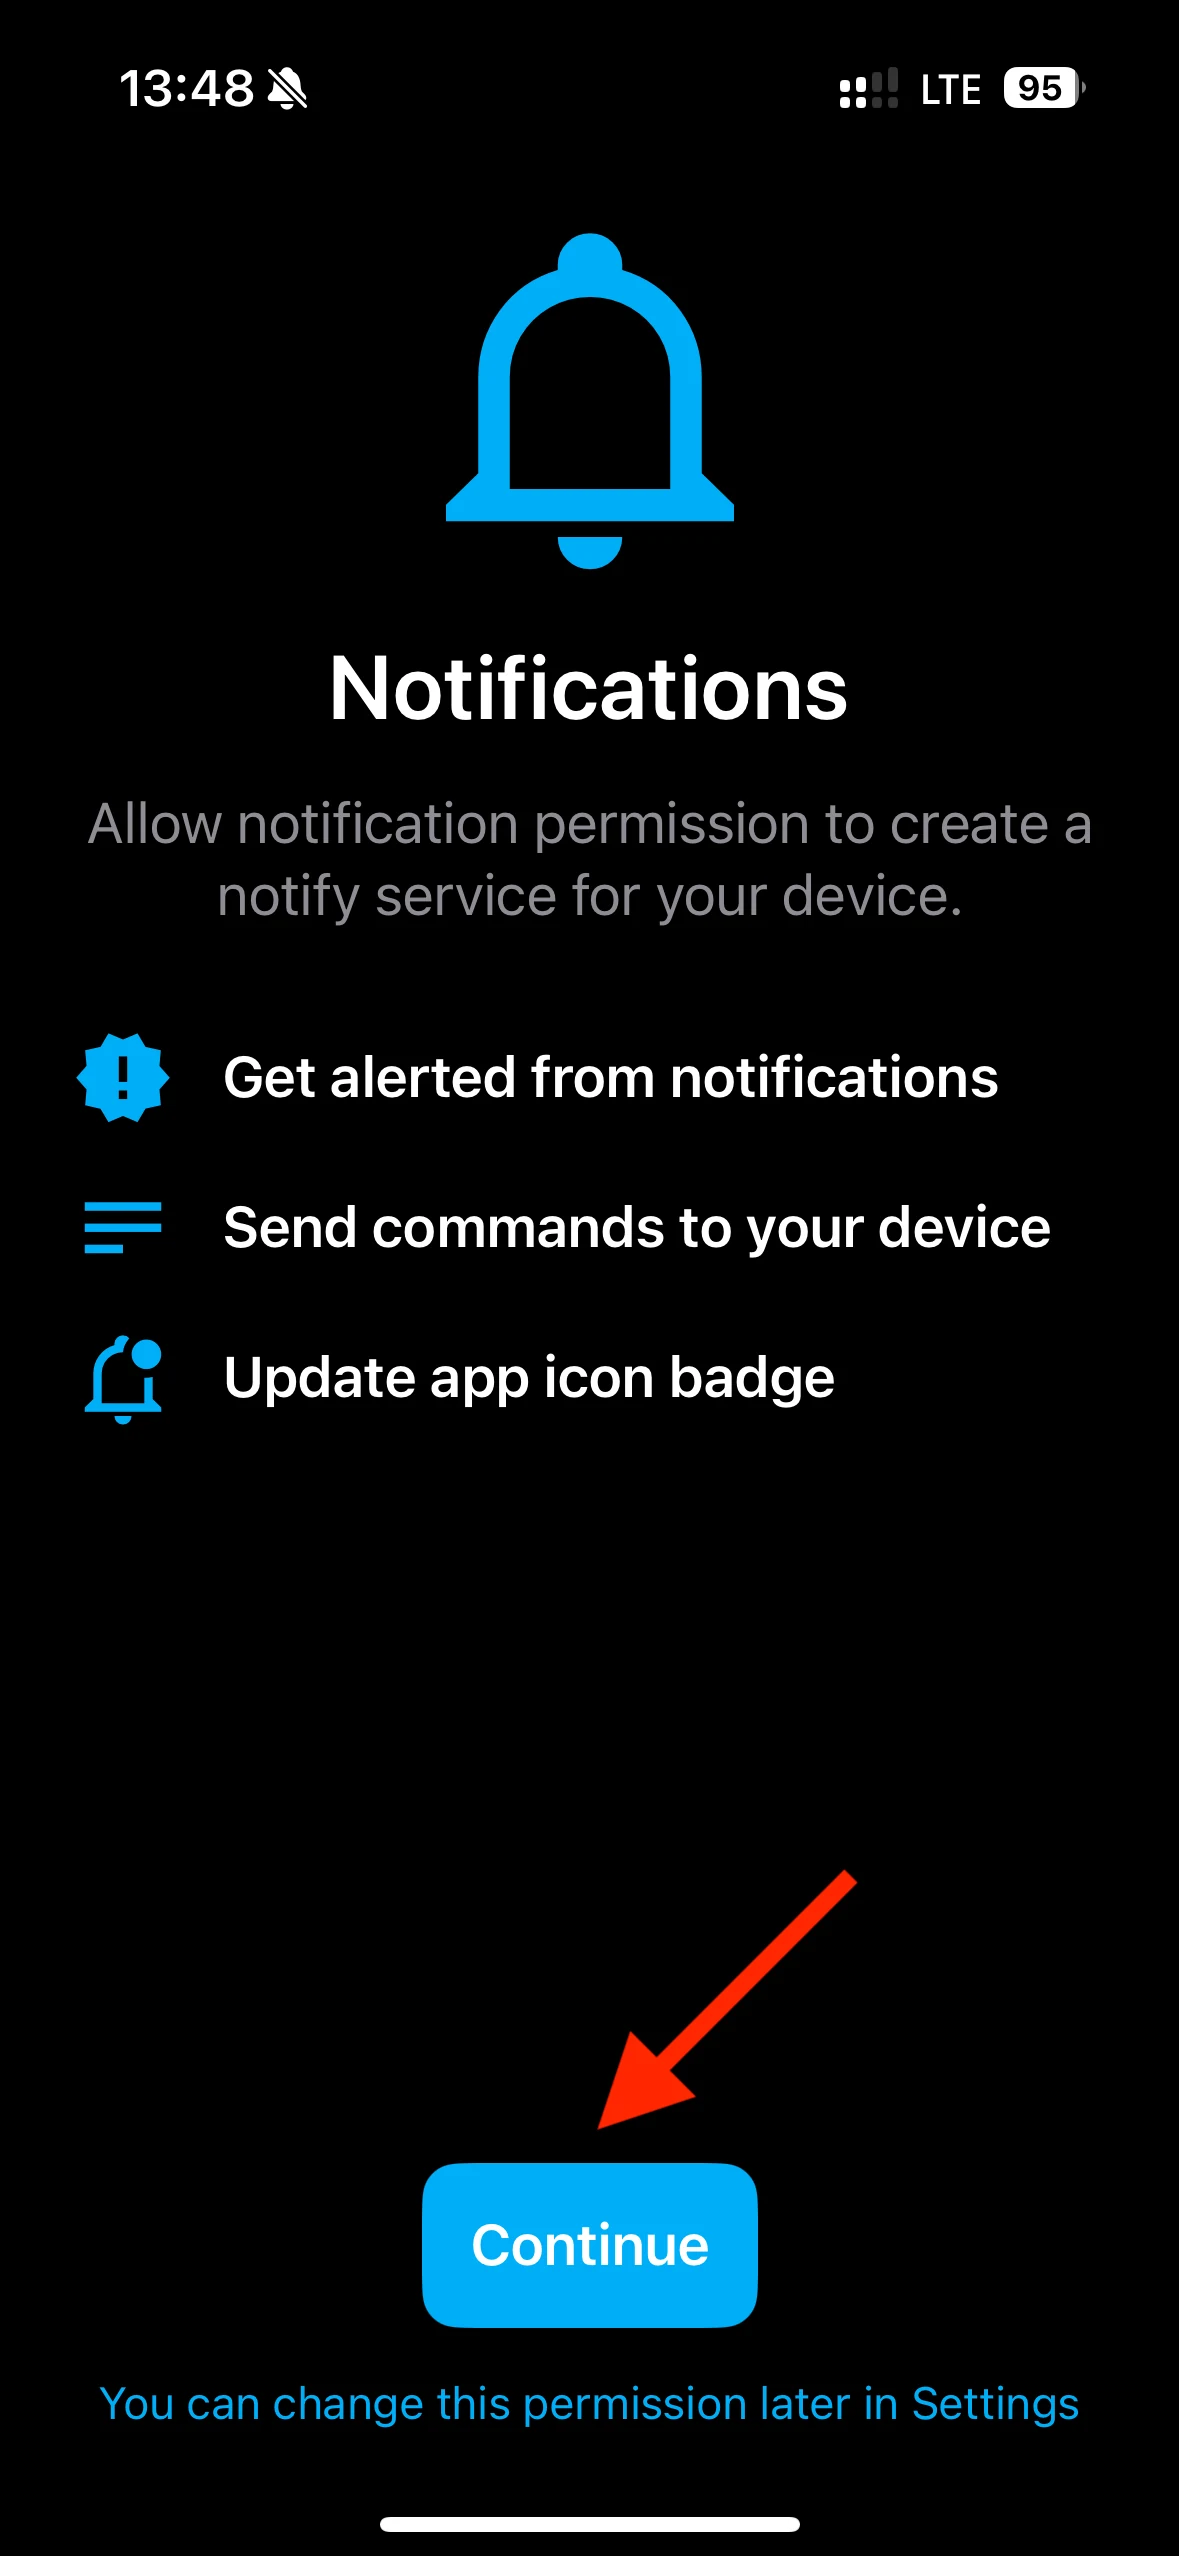 13:48 LTE 95
Notifications
Allow notification permission to create a
notify service for your device.
Get alerted from notifications
Send commands to your device
Update app icon badge
Continue
You can change this permission later in Settings